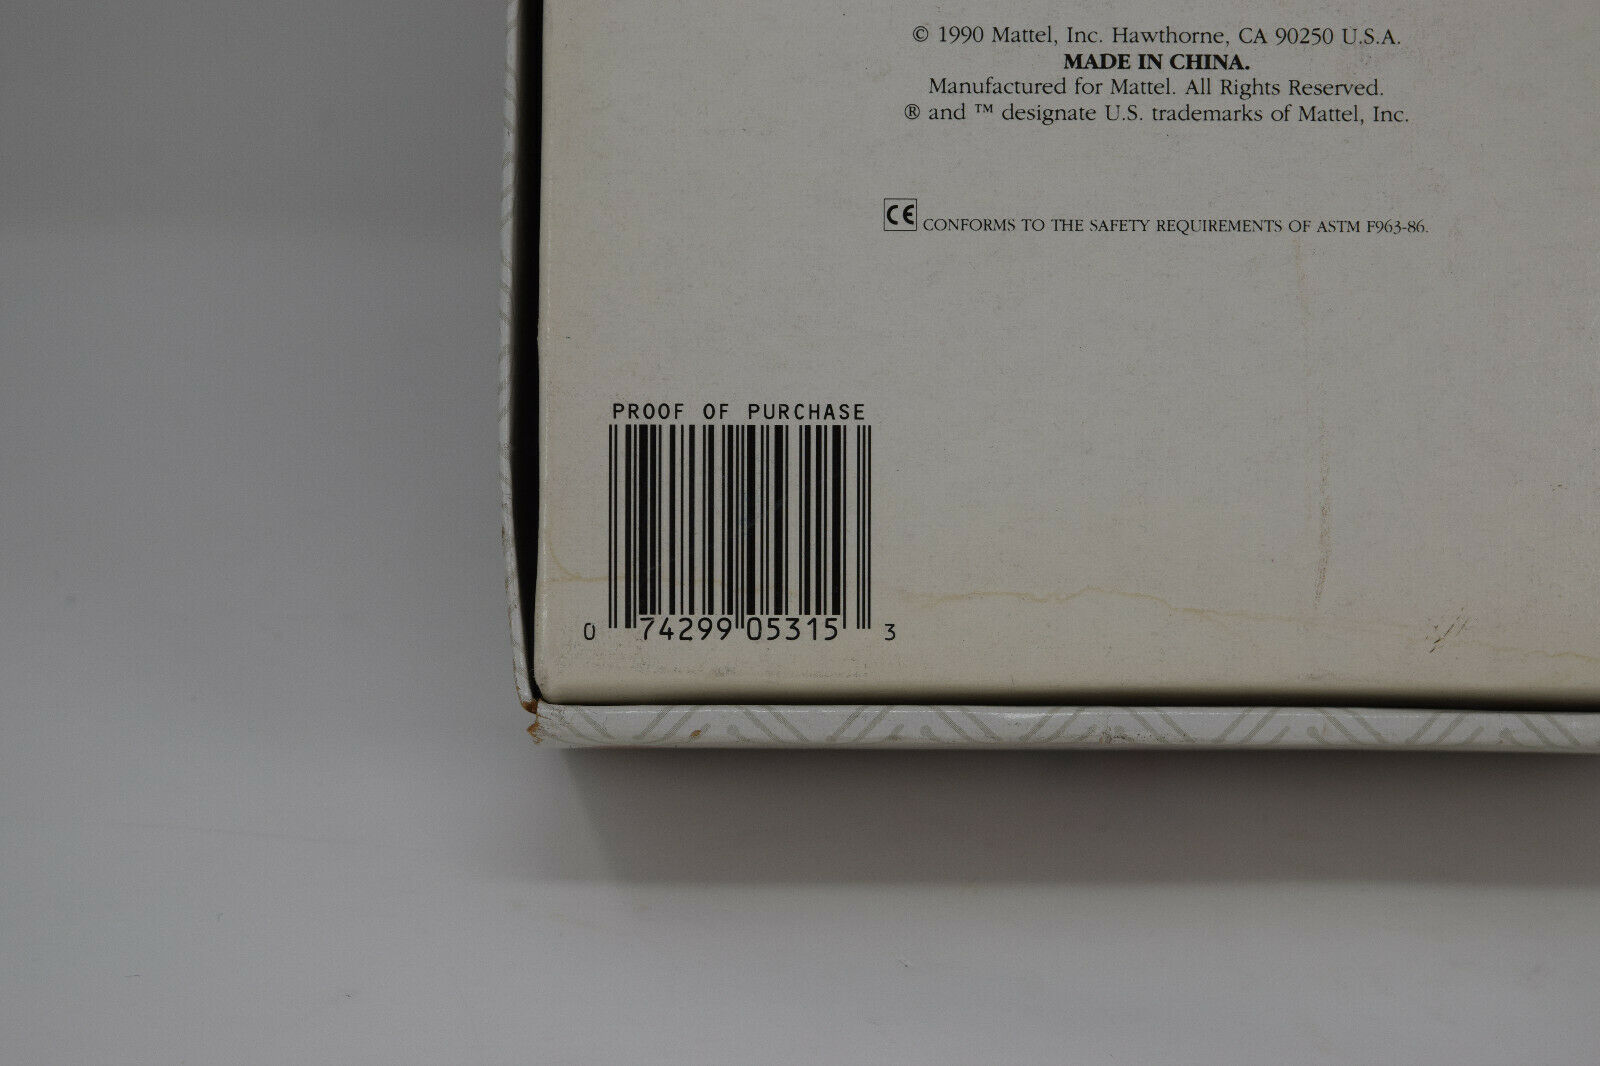 © 1990 Mattel, Inc. Hawthorne, CA 90250 U.S.A.
MADE IN CHINA.
Manufactured for Mattel. All Rights Reserved.
® and ™ designate U.S. trademarks of Mattel, Inc.
CE CONFORMS TO THE SAFETY REQUIREMENTS OF ASTM F963-86.
PROOF OF PURCHASE
0 74299 05315 3